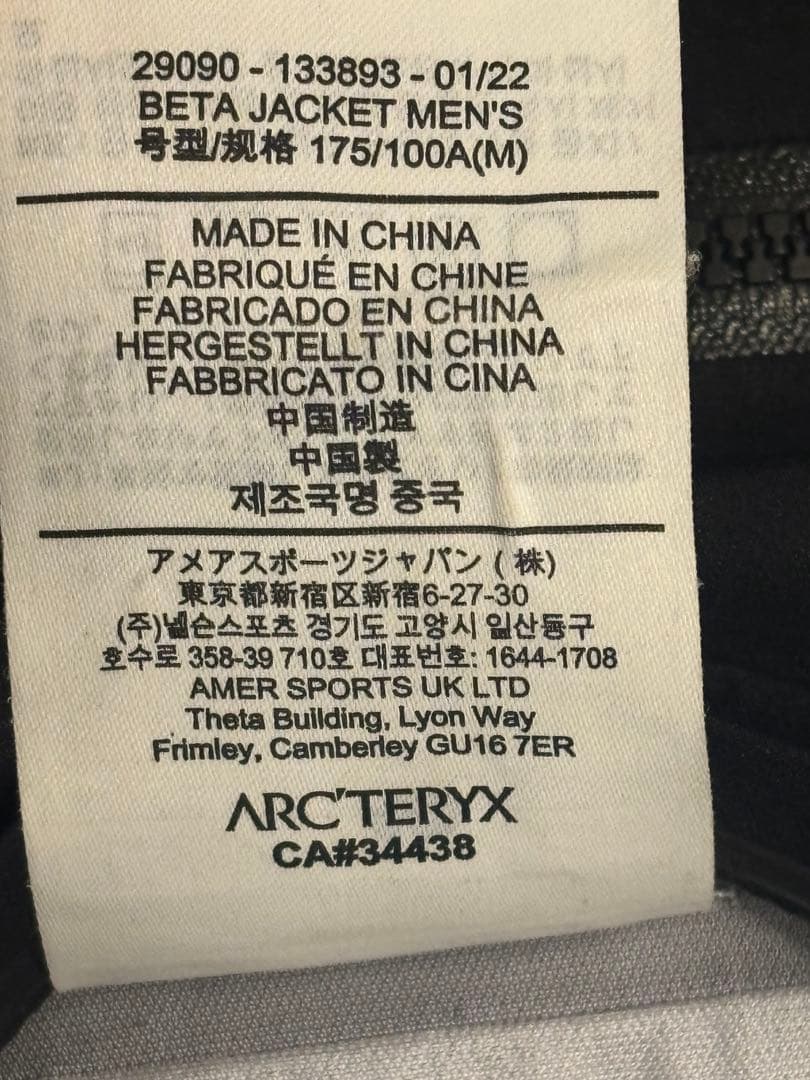 29090 - 133893 - 01/22
BETA JACKET MEN'S
号型/规格 175/100A(M)
MADE IN CHINA
FABRIQUÉ EN CHINE
FABRICADO EN CHINA
HERGESTELLT IN CHINA
FABBRICATO IN CINA
中国制造
中国製
제조국명 중국
アメアスポーツジャパン ( 株)
東京都新宿区新宿6-27-30
(주)넬슨스포츠 경기도 고양시 일산동구
호수로 358-39 710호 대표번호: 1644-1708
AMER SPORTS UK LTD
Theta Building, Lyon Way
Frimley, Camberley GU16 7ER
ARC'TERYX
CA#34438